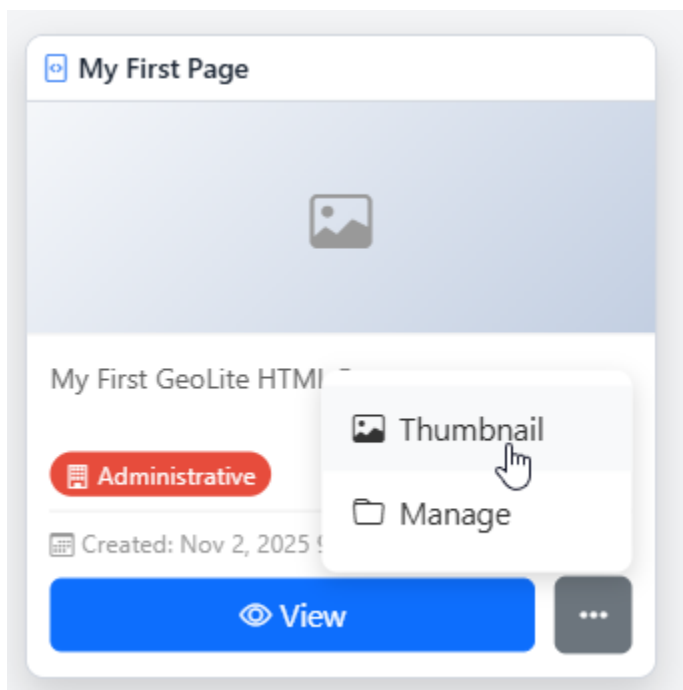 My First Page
My First GeoLite HTML
Thumbnail
Administrative
Manage
Created: Nov 2, 2025
View